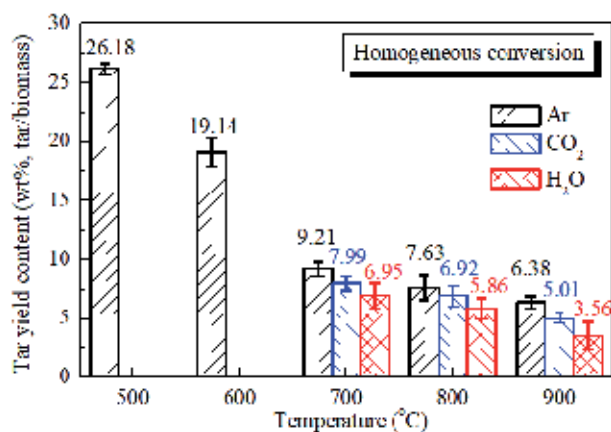 Tar yield content (wt%, tar/biomass)
30
25
20
15
10
5
0
26.18
19.14
9.21
7.99
6.95
7.63
6.92
5.86
6.38
5.01
3.56
Homogeneous conversion
Ar
CO2
H2O
500 600 700 800 900
Temperature (°C)